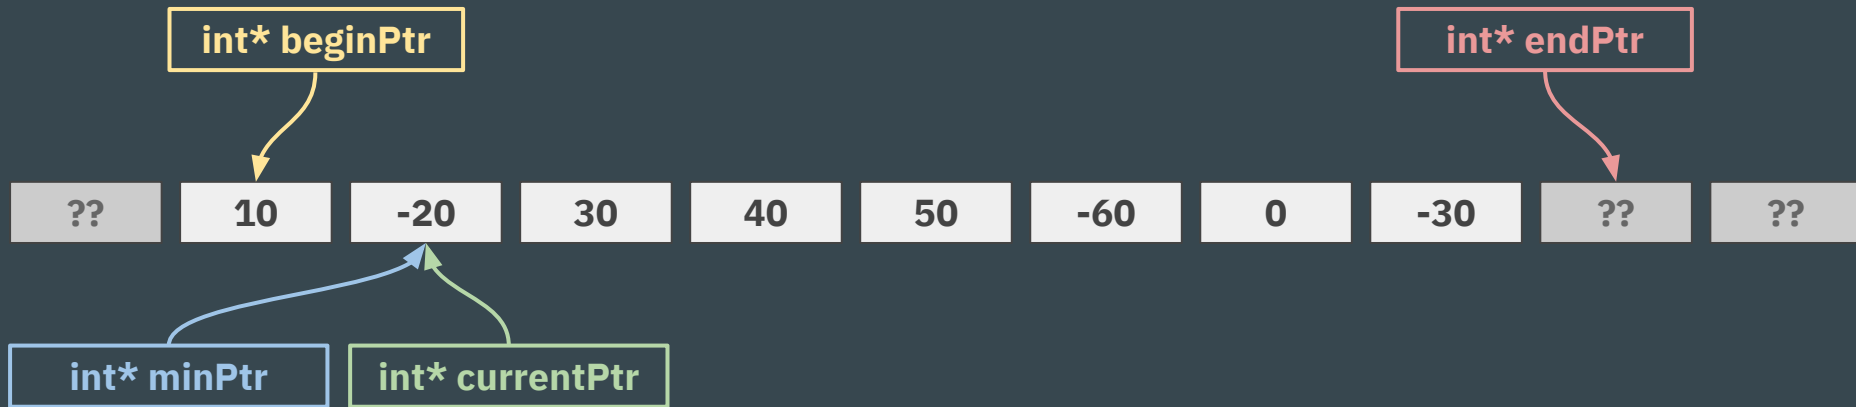 int* beginPtr
int* endPtr
?? 10 -20 30 40 50 -60 0 -30 ?? ??
int* minPtr
int* currentPtr